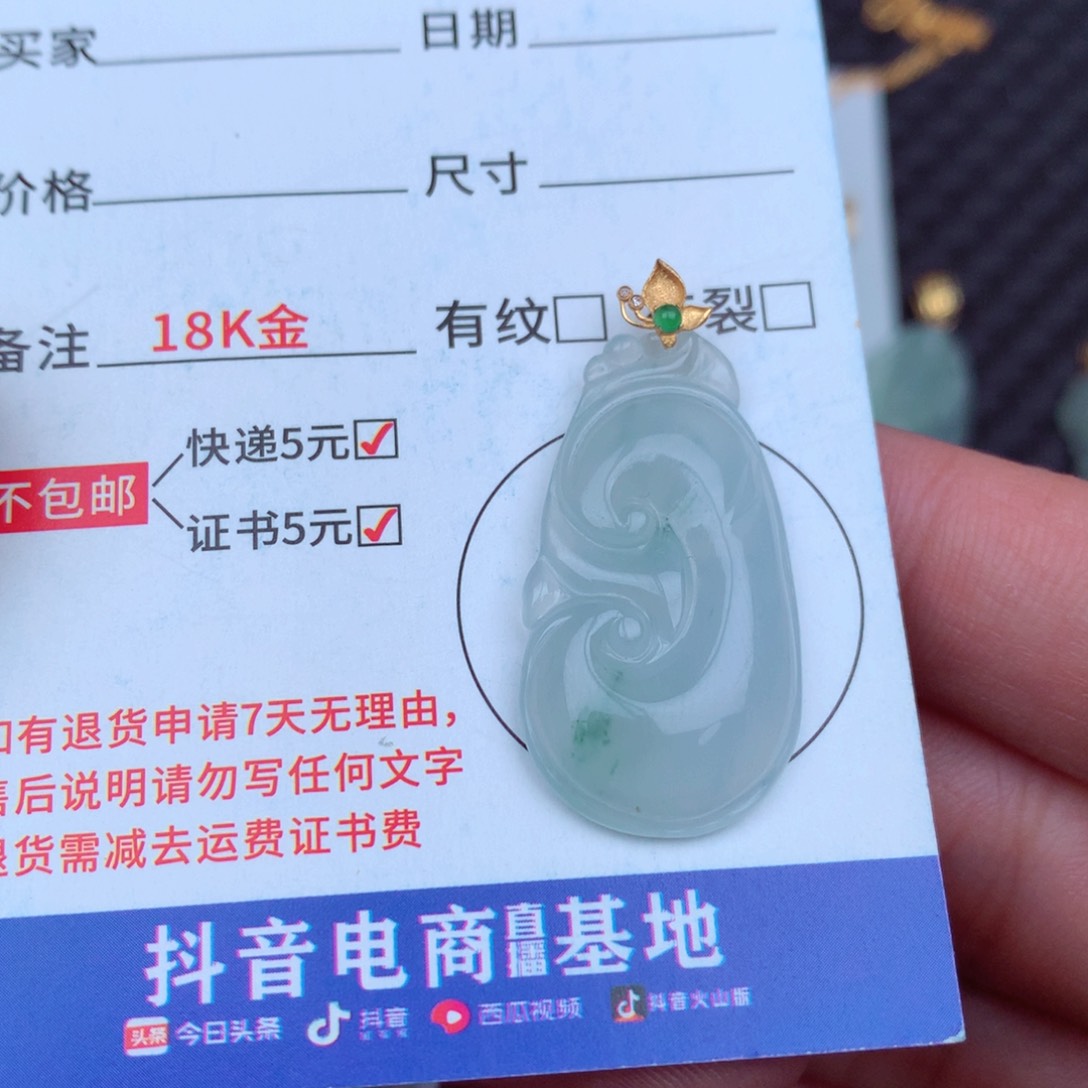 买家 日期
价格 尺寸
备注 18K金 有纹□ 裂□
快递5元☑
不包邮
证书5元☑
如有退货申请7天无理由，
售后说明请勿写任何文字
退货需减去运费证书费
抖音电商直播基地
头条 今日头条 抖音 西瓜视频 抖音火山版